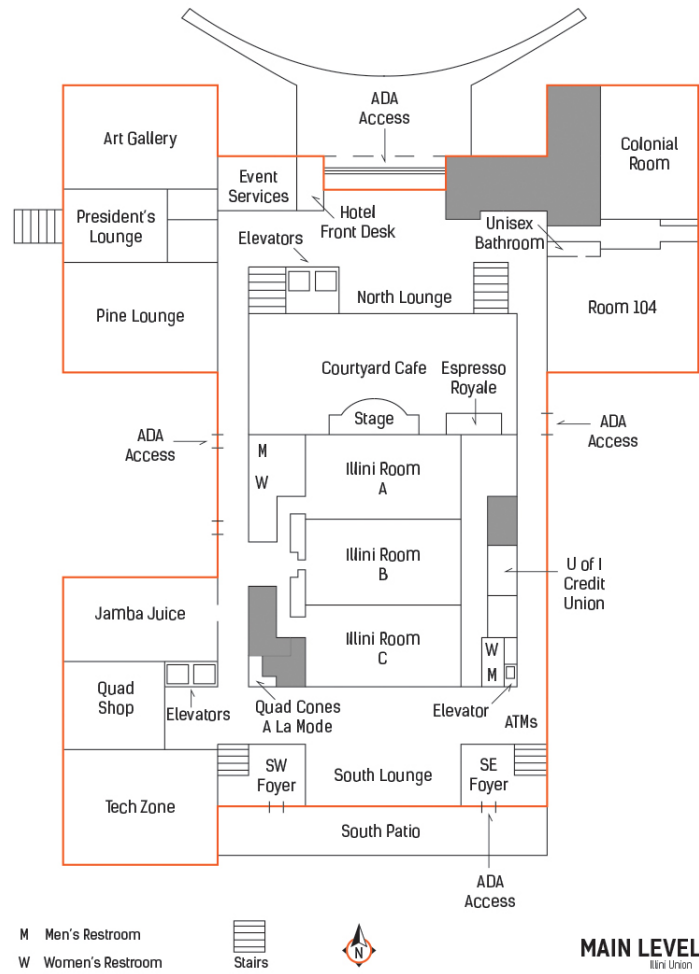 ADA
Access
Art Gallery
Colonial
Room
Event
Services
President's
Lounge
Hotel
Front Desk
Unisex
Bathroom
Elevators
North Lounge
Pine Lounge
Room 104
Courtyard Cafe
Espresso
Royale
Stage
ADA
Access
ADA
Access
M
W
Illini Room
A
Illini Room
B
U of I
Credit
Union
Jamba Juice
Illini Room
C
W
M
Quad
Shop
Elevators
Quad Cones
A La Mode
Elevator
ATMs
SW
Foyer
South Lounge
SE
Foyer
Tech Zone
South Patio
ADA
Access
M Men's Restroom
W Women's Restroom
Stairs
N
MAIN LEVEL
Illini Union